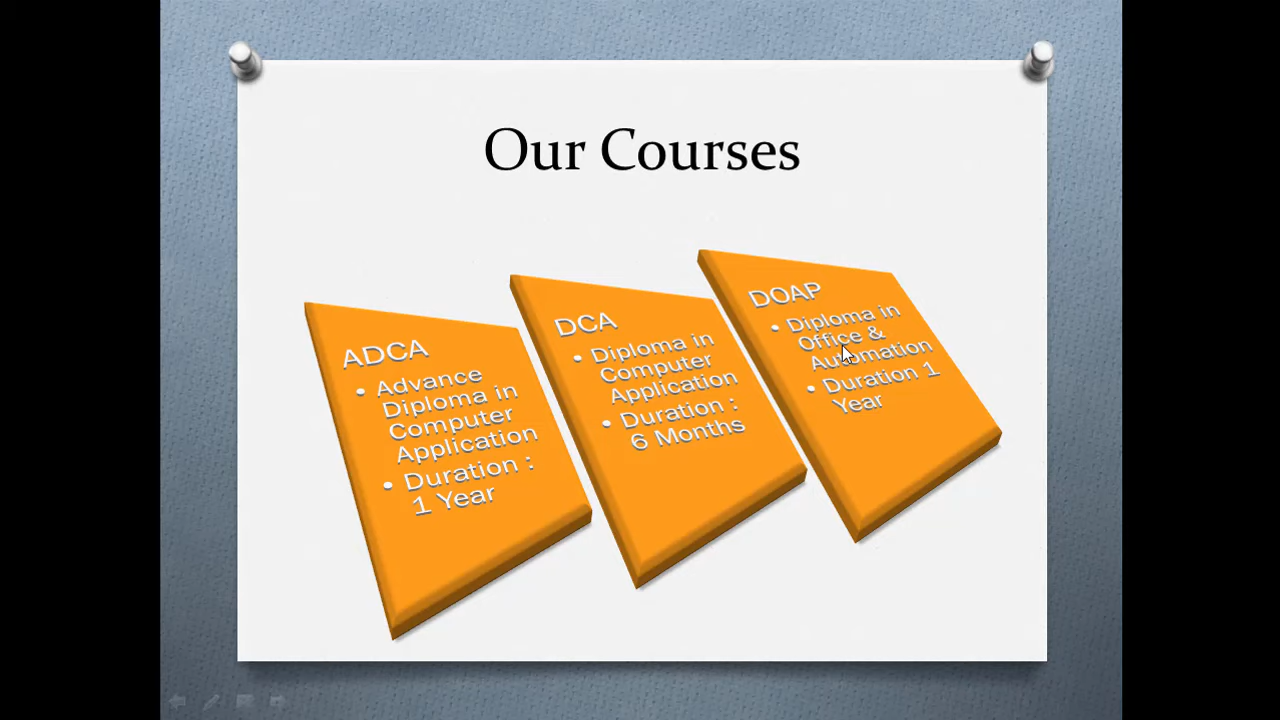 Our Courses
ADCA
• Advance
Diploma in
Computer
Application
• Duration :
1 Year
DCA
• Diploma in
Computer
Application
• Duration :
6 Months
DOAP
• Diploma in
Office &
Automation
• Duration 1
Year